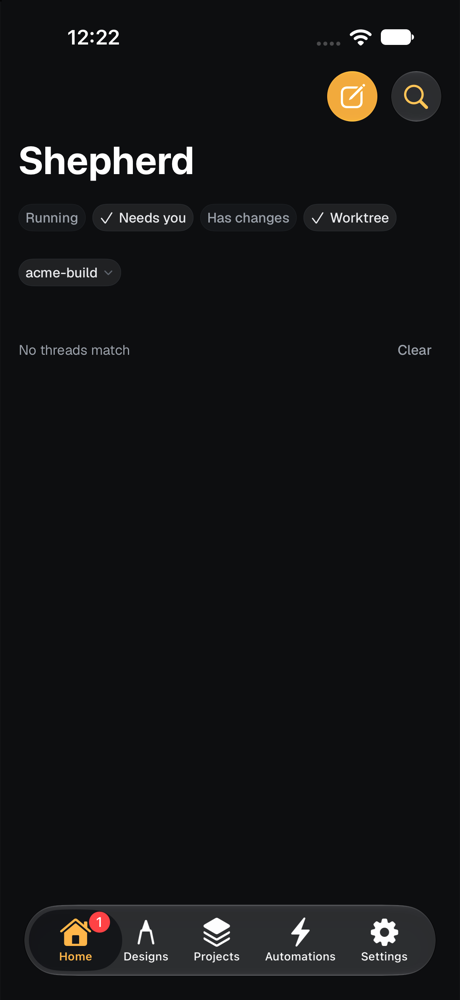 12:22
Shepherd
Running Needs you Has changes Worktree
acme-build
No threads match Clear
1
Home Designs Projects Automations Settings